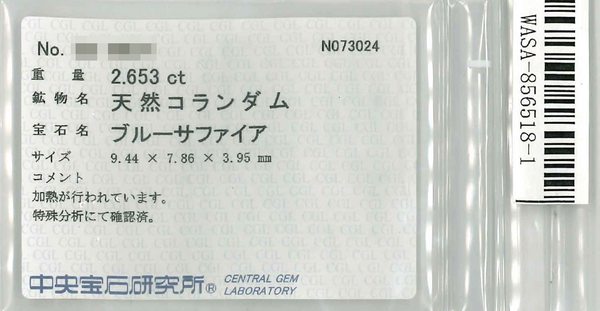 No.
N073024
重量 2.653 ct
鉱物名 天然コランダム
宝石名 ブルーサファイア
サイズ 9.44 × 7.86 × 3.95 mm
コメント
加熱が行われています。
特殊分析にて確認済。
中央宝石研究所® CENTRAL GEM
LABORATORY
WASA-856518-1